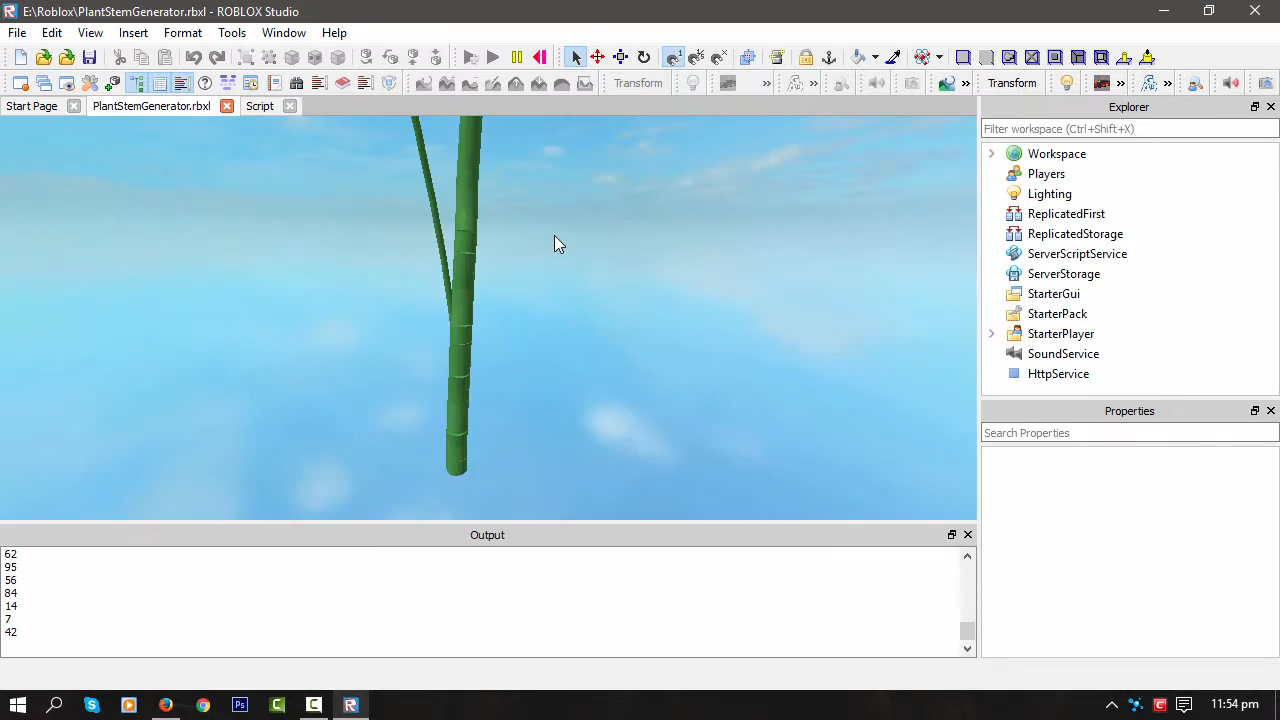 E:\Roblox\PlantStemGenerator.rbxl - ROBLOX Studio
File Edit View Insert Format Tools Window Help
Transform
Transform
Start Page PlantStemGenerator.rbxl Script
Explorer
Filter workspace (Ctrl+Shift+X)
Workspace
Players
Lighting
ReplicatedFirst
ReplicatedStorage
ServerScriptService
ServerStorage
StarterGui
StarterPack
StarterPlayer
SoundService
HttpService
Properties
Search Properties
Output
62
95
56
84
14
7
42
11:54 pm